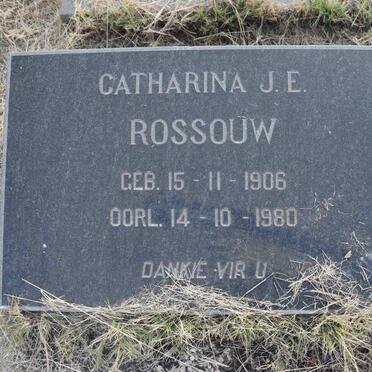 CATHARINA J.E.
ROSSOUW
GEB. 15-11-1906
OORL. 14-10-1980
DANKIE VIR U